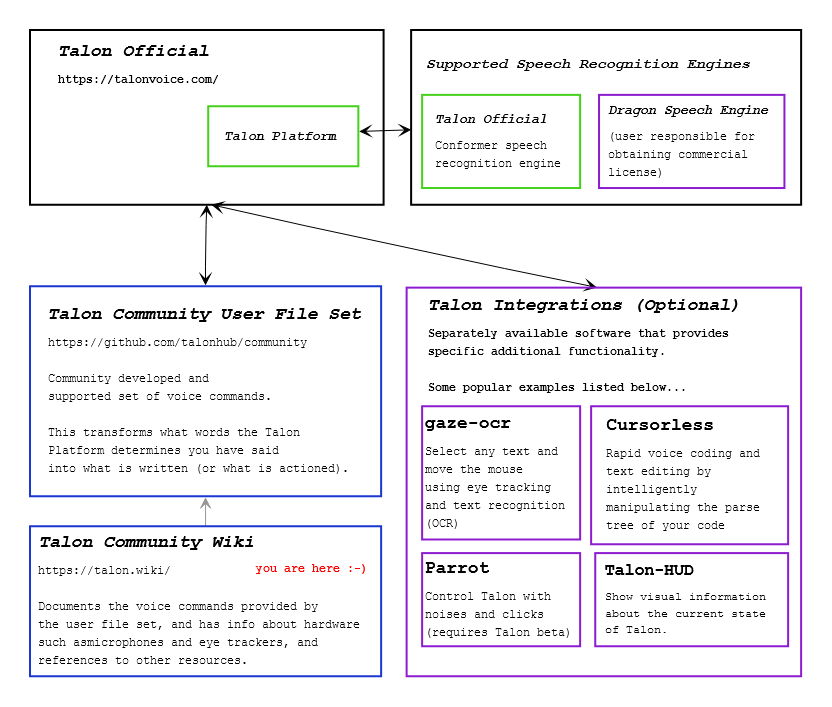 Talon Official
https://talonvoice.com/
Talon Platform
Supported Speech Recognition Engines
Talon Official
Conformer speech
recognition engine
Dragon Speech Engine
(user responsible for
obtaining commercial
license)
Talon Community User File Set
https://github.com/talonhub/community
Community developed and
supported set of voice commands.
This transforms what words the Talon
Platform determines you have said
into what is written (or what is actioned).
Talon Community Wiki
https://talon.wiki/
you are here :-)
Documents the voice commands provided by
the user file set, and has info about hardware
such asmicrophones and eye trackers, and
references to other resources.
Talon Integrations (Optional)
Separately available software that provides
specific additional functionality.
Some popular examples listed below...
gaze-ocr
Select any text and
move the mouse
using eye tracking
and text recognition
(OCR)
Cursorless
Rapid voice coding and
text editing by
intelligently
manipulating the parse
tree of your code
Parrot
Control Talon with
noises and clicks
(requires Talon beta)
Talon-HUD
Show visual information
about the current state
of Talon.